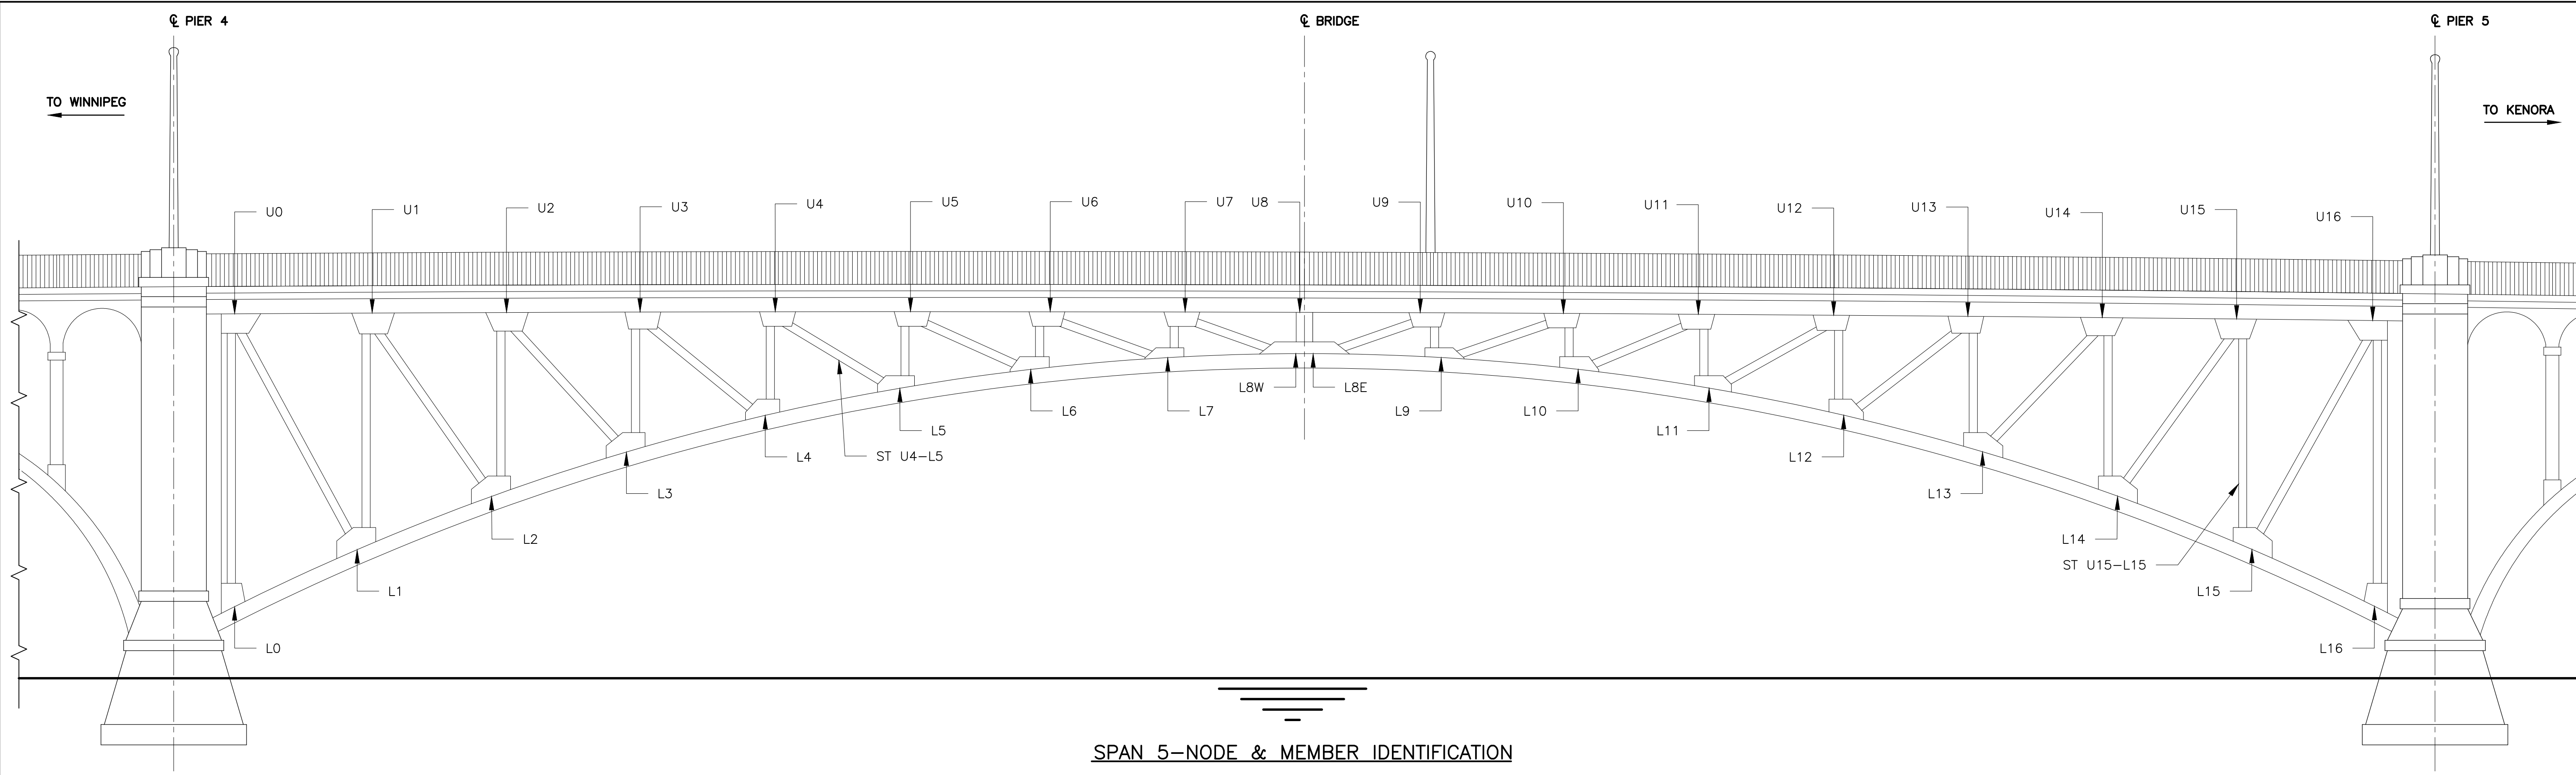 ℄ PIER 4
℄ BRIDGE
℄ PIER 5
TO WINNIPEG
TO KENORA
U0
U1
U2
U3
U4
U5
U6
U7
U8
U9
U10
U11
U12
U13
U14
U15
U16
L8W
L8E
L7
L9
L6
L10
L5
L11
L4
ST U4-L5
L12
L3
L13
L2
L14
ST U15-L15
L1
L15
L0
L16
SPAN 5-NODE & MEMBER IDENTIFICATION